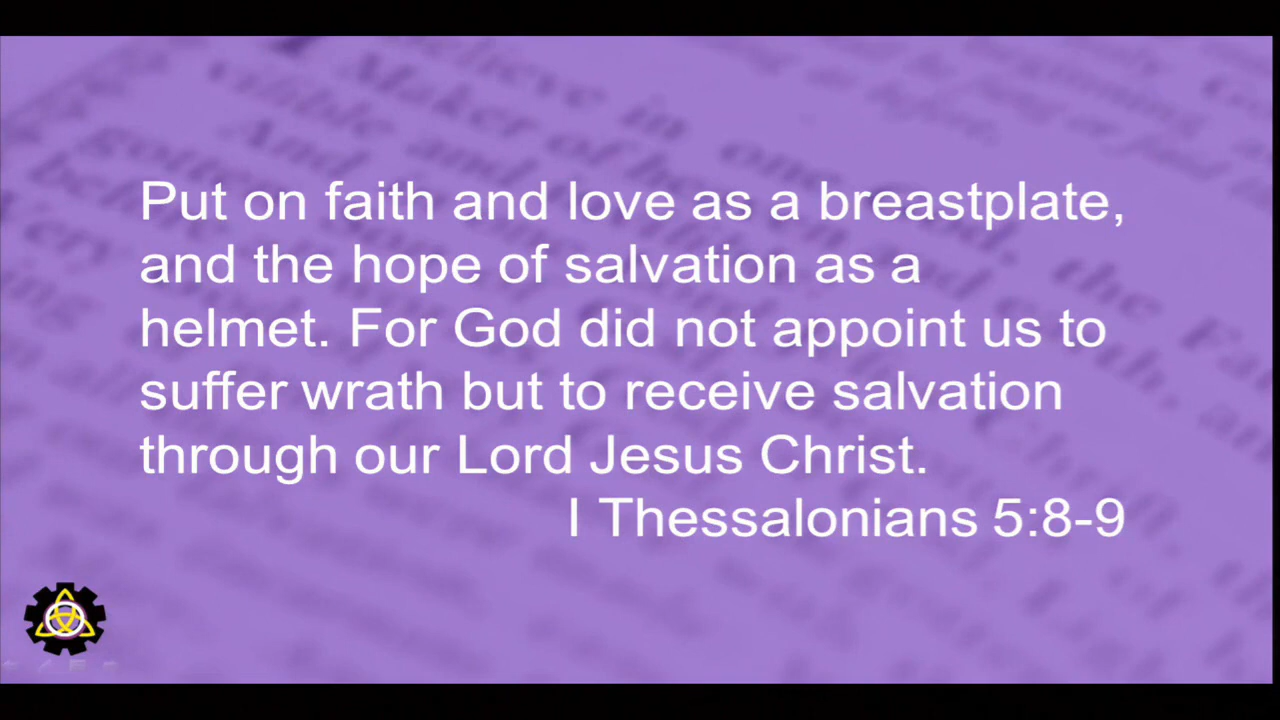 Put on faith and love as a breastplate,
and the hope of salvation as a
helmet. For God did not appoint us to
suffer wrath but to receive salvation
through our Lord Jesus Christ.
I Thessalonians 5:8-9